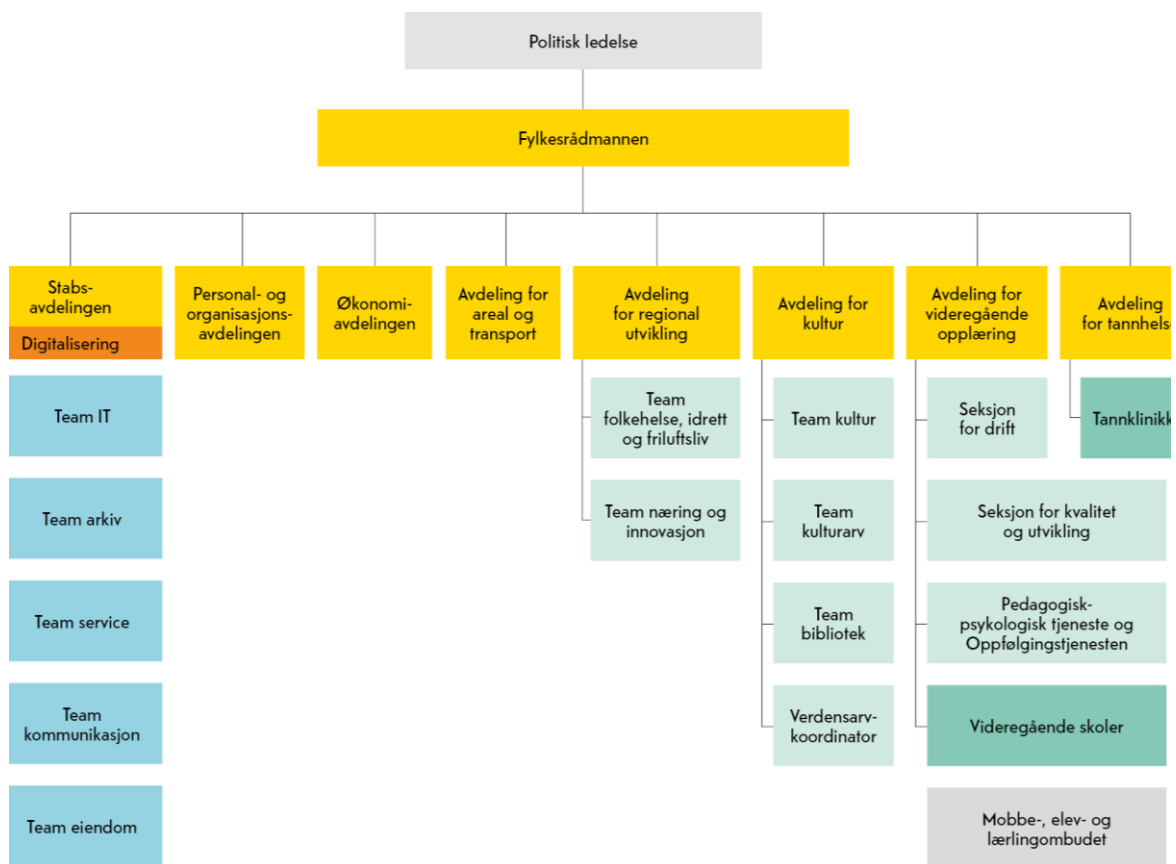 Politisk ledelse
Fylkesrådmannen
Stabs-
avdelingen
Digitalisering
Personal- og
organisasjons-
avdelingen
Økonomi-
avdelingen
Avdeling for
areal og
transport
Avdeling
for regional
utvikling
Avdeling for
kultur
Avdeling for
videregående
opplæring
Avdeling
for tannhelse
Team IT
Team
folkehelse, idrett
og friluftsliv
Team kultur
Seksjon
for drift
Tannklinikk
Team arkiv
Team næring og
innovasjon
Team
kulturarv
Seksjon for kvalitet
og utvikling
Team service
Team
bibliotek
Pedagogisk-
psykologisk tjeneste og
Oppfølgingstjenesten
Team
kommunikasjon
Verdensarv-
koordinator
Videregående skoler
Team eiendom
Mobbe-, elev- og
lærlingombudet